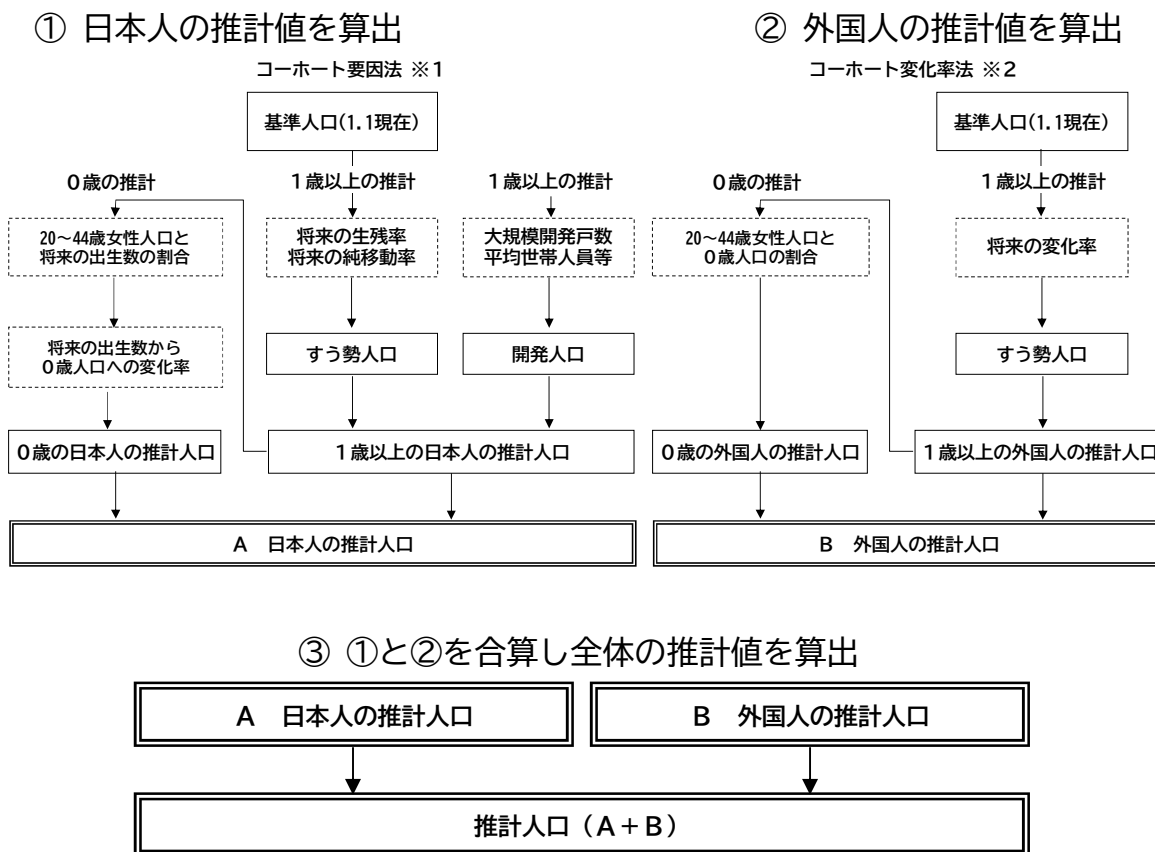 ① 日本人の推計値を算出
コーホート要因法 ※1
基準人口(1.1現在)
0歳の推計
1歳以上の推計
1歳以上の推計
20～44歳女性人口と
将来の出生数の割合
将来の生残率
将来の純移動率
大規模開発戸数
平均世帯人員等
将来の出生数から
0歳人口への変化率
すう勢人口
開発人口
0歳の日本人の推計人口
1歳以上の日本人の推計人口
A 日本人の推計人口
② 外国人の推計値を算出
コーホート変化率法 ※2
基準人口(1.1現在)
0歳の推計
1歳以上の推計
20～44歳女性人口と
0歳人口の割合
将来の変化率
すう勢人口
0歳の外国人の推計人口
1歳以上の外国人の推計人口
B 外国人の推計人口
③ ①と②を合算し全体の推計値を算出
A 日本人の推計人口
B 外国人の推計人口
推計人口（A＋B）